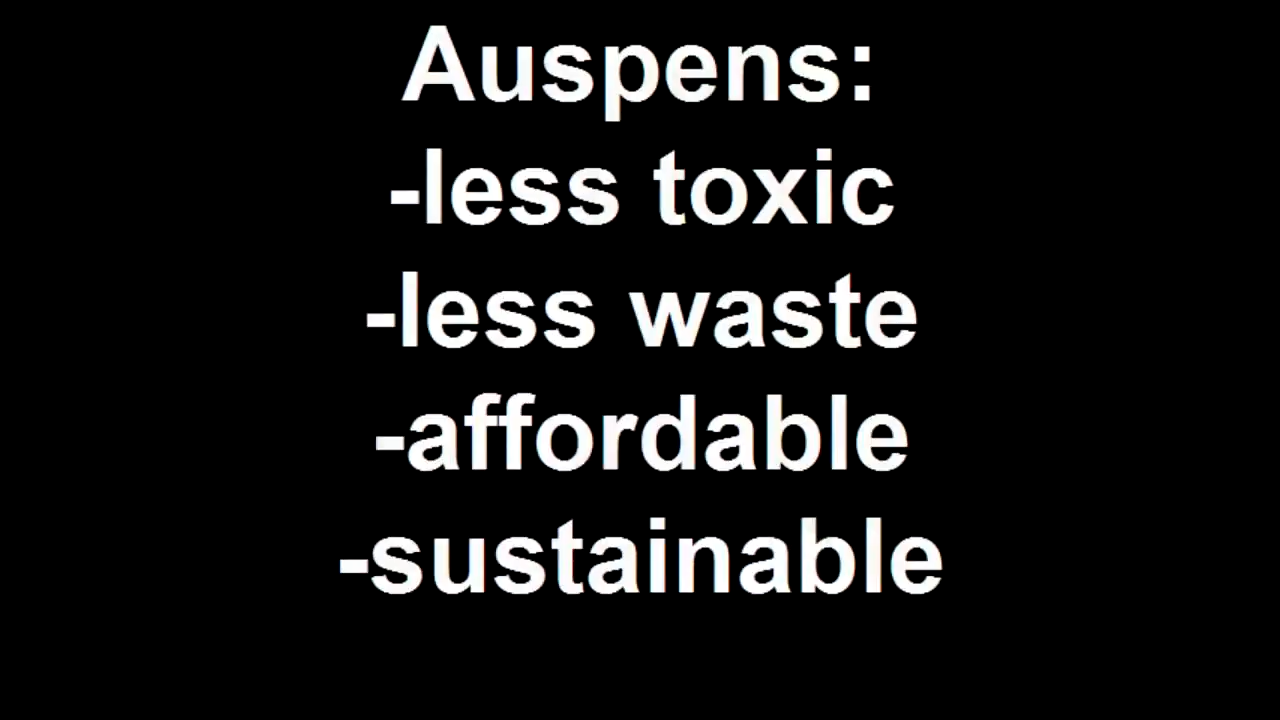 Auspens:
-less toxic
-less waste
-affordable
-sustainable